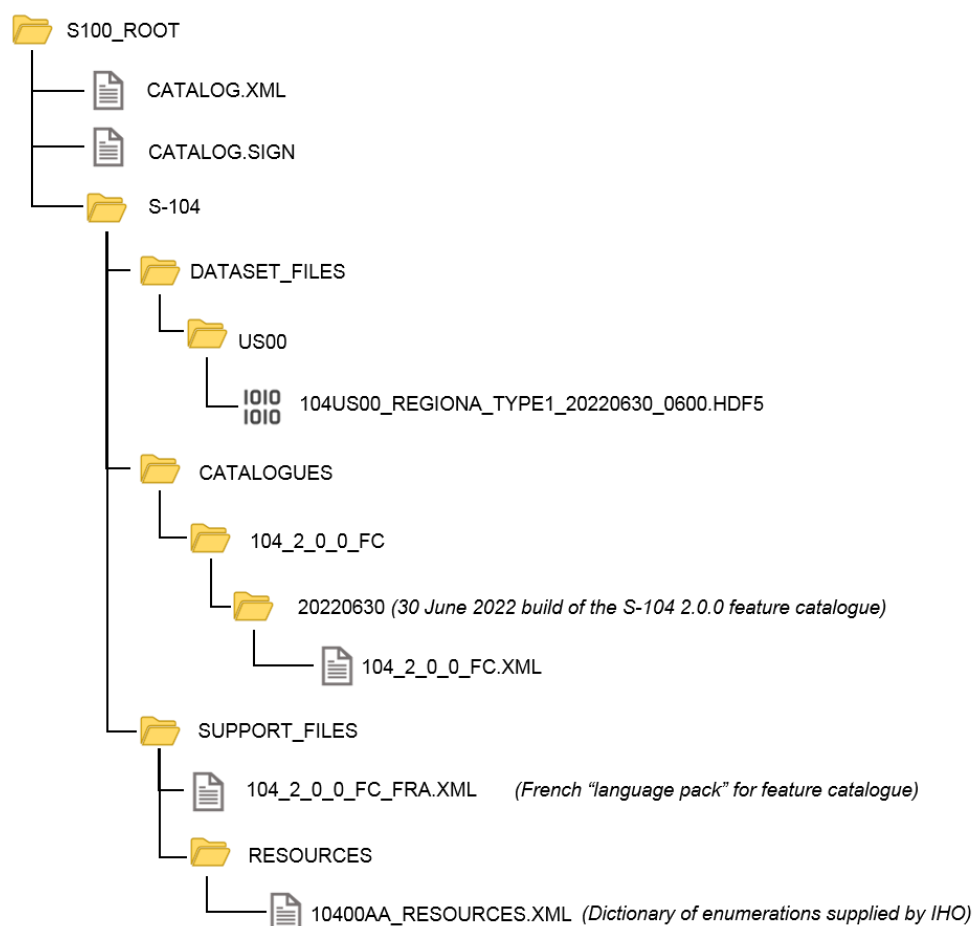 S100_ROOT
CATALOG.XML
CATALOG.SIGN
S-104
DATASET_FILES
US00
1010
1010
104US00_REGIONA_TYPE1_20220630_0600.HDF5
CATALOGUES
104_2_0_0_FC
20220630 (30 June 2022 build of the S-104 2.0.0 feature catalogue)
104_2_0_0_FC.XML
SUPPORT_FILES
104_2_0_0_FC_FRA.XML (French “language pack” for feature catalogue)
RESOURCES
10400AA_RESOURCES.XML (Dictionary of enumerations supplied by IHO)